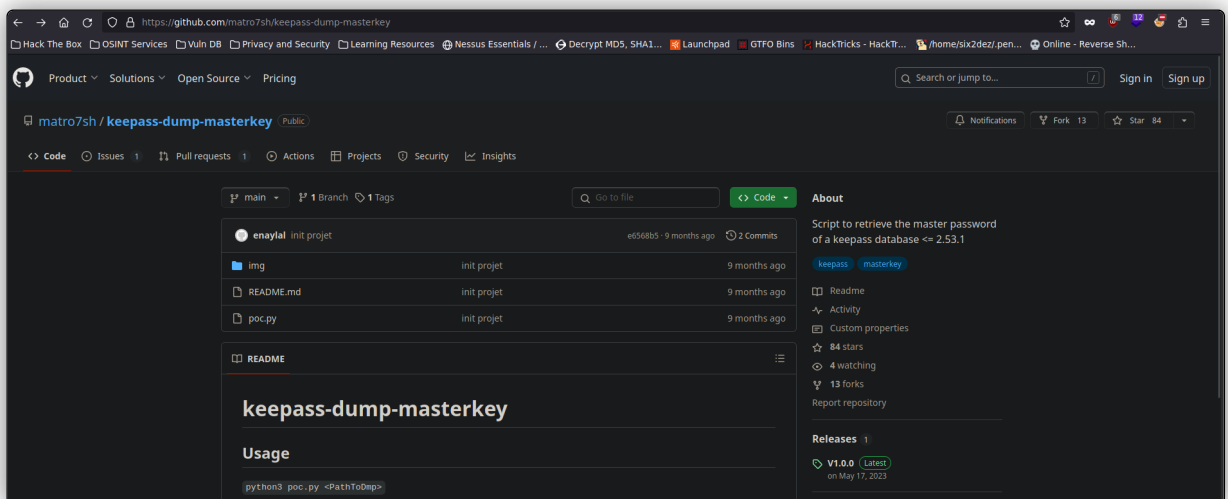 https://github.com/matro7sh/keepass-dump-masterkey
6
12
Hack The Box OSINT Services Vuln DB Privacy and Security Learning Resources Nessus Essentials / ... Decrypt MD5, SHA1... Launchpad GTFO Bins HackTricks - HackTr... /home/six2dez/.pen... Online - Reverse Sh...
Product Solutions Open Source Pricing
Search or jump to... /
Sign in Sign up
matro7sh / keepass-dump-masterkey Public
Notifications Fork 13 Star 84
<> Code Issues 1 Pull requests 1 Actions Projects Security Insights
main 1 Branch 1 Tags Go to file <> Code
enaylal init projet e6568b5 · 9 months ago 2 Commits
img init projet 9 months ago
README.md init projet 9 months ago
poc.py init projet 9 months ago
README
keepass-dump-masterkey
Usage
python3 poc.py <PathToDmp>
About
Script to retrieve the master password
of a keepass database <= 2.53.1
keepass masterkey
Readme
Activity
Custom properties
84 stars
4 watching
13 forks
Report repository
Releases 1
V1.0.0 Latest
on May 17, 2023